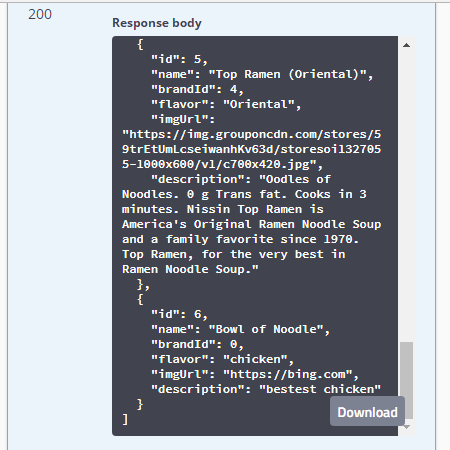 200
Response body
{
"id": 5,
"name": "Top Ramen (Oriental)",
"brandId": 4,
"flavor": "Oriental",
"imgUrl":
"https://img.grouponcdn.com/stores/5
9trEtUmLcseiwanhKv63d/storesoi132705
5-1000x600/v1/c700x420.jpg",
"description": "Oodles of
Noodles. 0 g Trans fat. Cooks in 3
minutes. Nissin Top Ramen is
America's Original Ramen Noodle Soup
and a family favorite since 1970.
Top Ramen, for the very best in
Ramen Noodle Soup."
},
{
"id": 6,
"name": "Bowl of Noodle",
"brandId": 0,
"flavor": "chicken",
"imgUrl": "https://bing.com",
"description": "bestest chicken"
}
]
Download